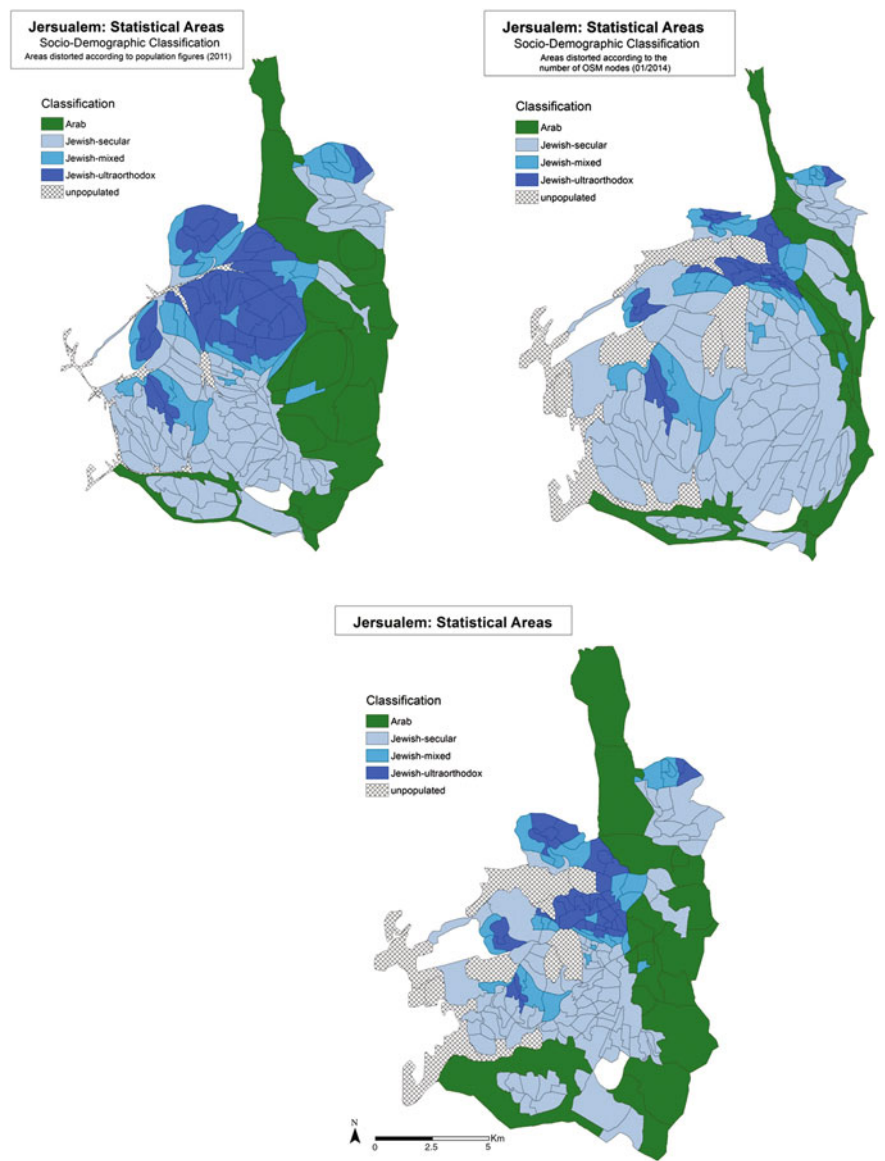 Jersualem: Statistical Areas
Socio-Demographic Classification
Areas distorted according to population figures (2011)
Classification
Arab
Jewish-secular
Jewish-mixed
Jewish-ultraorthodox
unpopulated
Jersualem: Statistical Areas
Socio-Demographic Classification
Areas distorted according to the
number of OSM nodes (01/2014)
Classification
Arab
Jewish-secular
Jewish-mixed
Jewish-ultraorthodox
unpopulated
Jersualem: Statistical Areas
Classification
Arab
Jewish-secular
Jewish-mixed
Jewish-ultraorthodox
unpopulated
N
Km
0 2.5 5